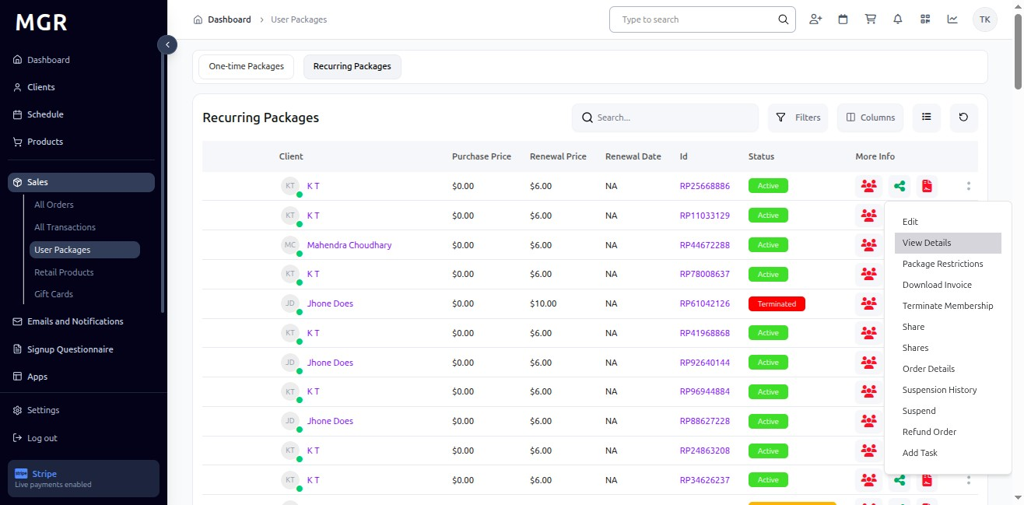 MGR
Dashboard
Clients
Schedule
Products
Sales
All Orders
All Transactions
User Packages
Retail Products
Gift Cards
Emails and Notifications
Signup Questionnaire
Apps
Settings
Log out
stripe Stripe
Live payments enabled
Dashboard > User Packages
Type to search
TK
One-time Packages Recurring Packages
Recurring Packages
Search... Filters Columns
Client Purchase Price Renewal Price Renewal Date Id Status More Info
KT K T $0.00 $6.00 NA RP25668886 Active
KT K T $0.00 $6.00 NA RP11033129 Active
MC Mahendra Choudhary $0.00 $6.00 NA RP44672288 Active
KT K T $0.00 $6.00 NA RP78008637 Active
JD Jhone Does $0.00 $10.00 NA RP61042126 Terminated
KT K T $0.00 $6.00 NA RP41968868 Active
JD Jhone Does $0.00 $6.00 NA RP92640144 Active
KT K T $0.00 $6.00 NA RP96944884 Active
JD Jhone Does $0.00 $6.00 NA RP88627228 Active
KT K T $0.00 $6.00 NA RP24863208 Active
KT K T $0.00 $6.00 NA RP34626237 Active
Edit
View Details
Package Restrictions
Download Invoice
Terminate Membership
Share
Shares
Order Details
Suspension History
Suspend
Refund Order
Add Task